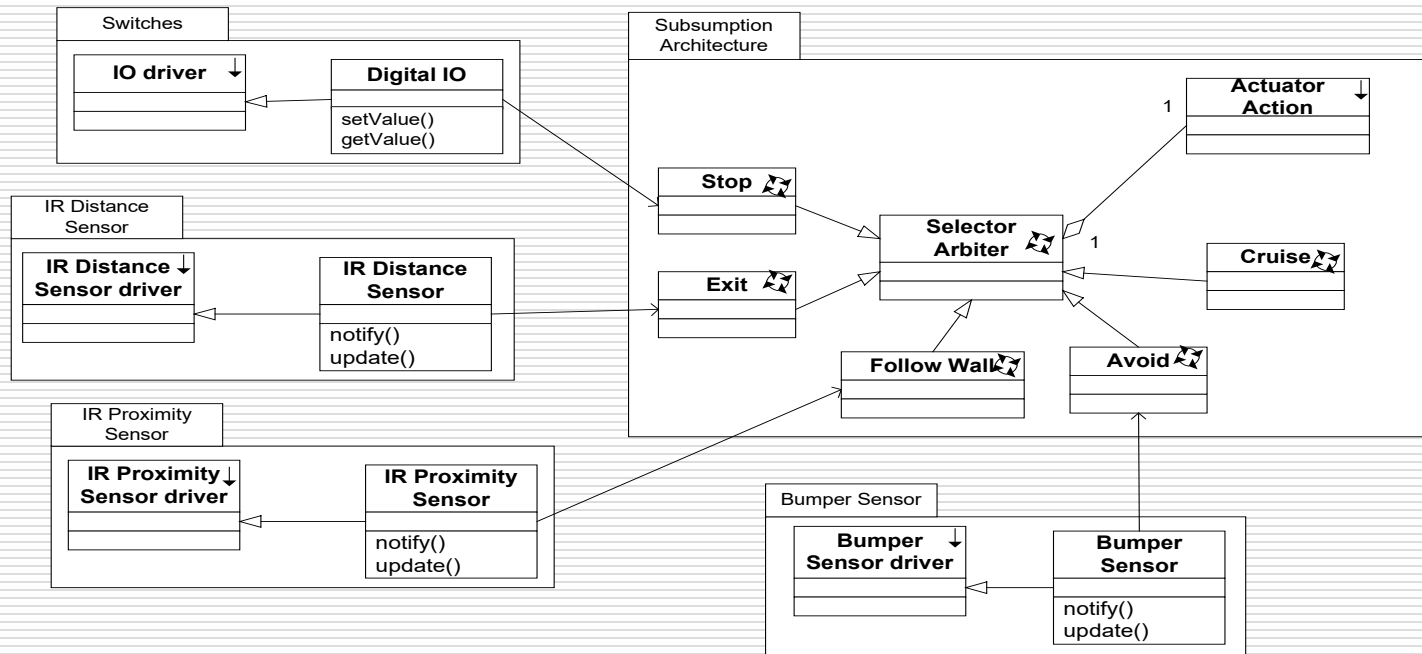 Switches
IO driver
Digital IO
setValue()
getValue()
IR Distance
Sensor
IR Distance
Sensor driver
IR Distance
Sensor
notify()
update()
IR Proximity
Sensor
IR Proximity
Sensor driver
IR Proximity
Sensor
notify()
update()
Subsumption
Architecture
Actuator
Action
1
Stop
Selector
Arbiter
1
Cruise
Exit
Follow Wall
Avoid
Bumper Sensor
Bumper
Sensor driver
Bumper
Sensor
notify()
update()